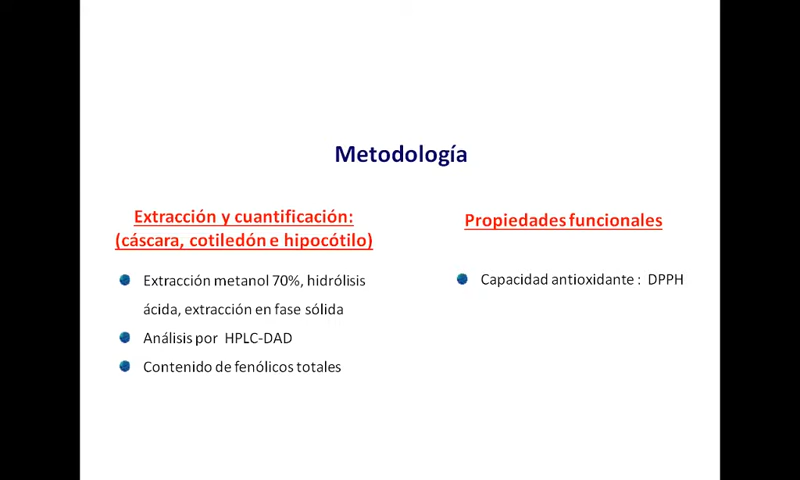 Metodología
Extracción y cuantificación:
(cáscara, cotiledón e hipocótilo)
Extracción metanol 70%, hidrólisis
ácida, extracción en fase sólida
Análisis por HPLC-DAD
Contenido de fenólicos totales
Propiedades funcionales
Capacidad antioxidante : DPPH